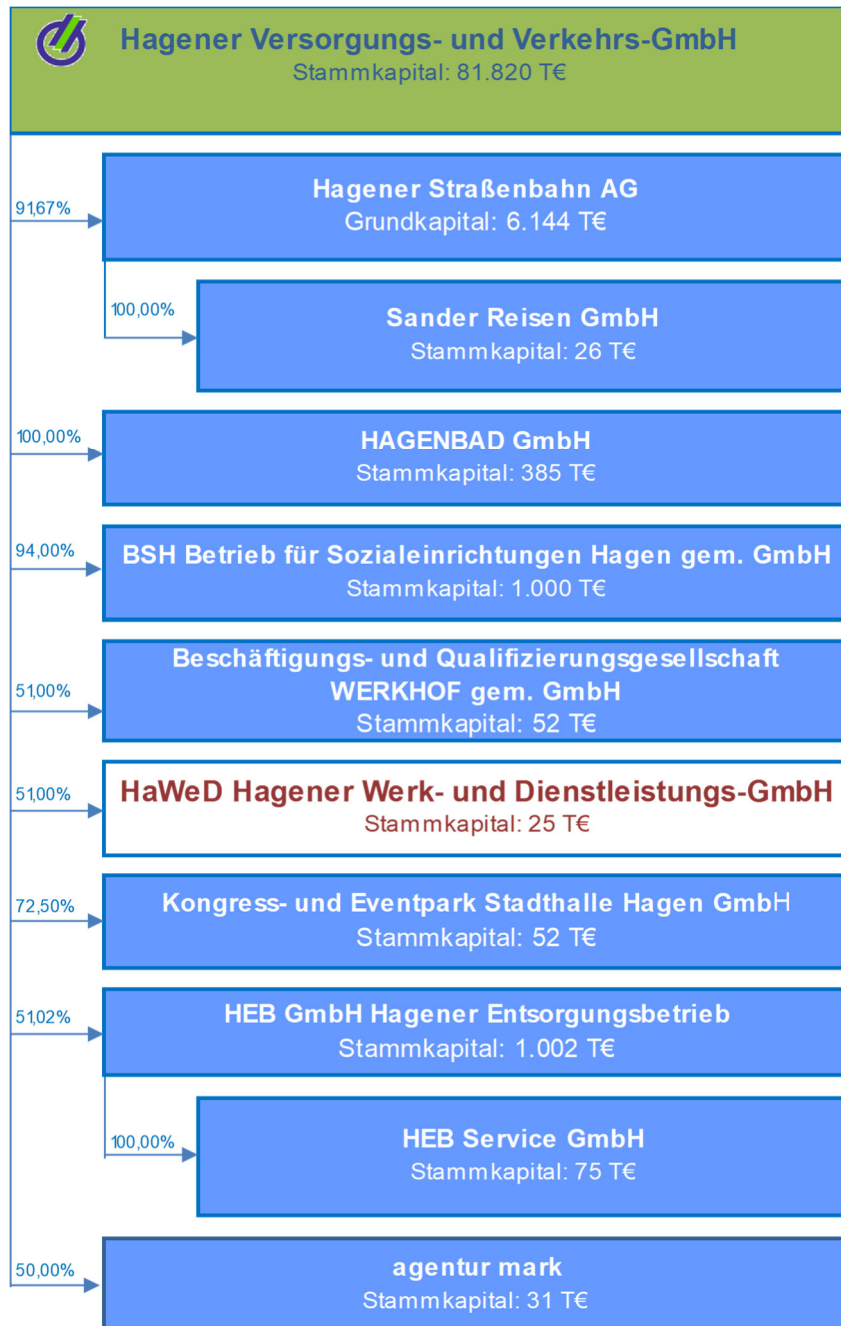 Hagener Versorgungs- und Verkehrs-GmbH
Stammkapital: 81.820 T€
91,67%
Hagener Straßenbahn AG
Grundkapital: 6.144 T€
100,00%
Sander Reisen GmbH
Stammkapital: 26 T€
100,00%
HAGENBAD GmbH
Stammkapital: 385 T€
94,00%
BSH Betrieb für Sozialeinrichtungen Hagen gem. GmbH
Stammkapital: 1.000 T€
51,00%
Beschäftigungs- und Qualifizierungsgesellschaft
WERKHOF gem. GmbH
Stammkapital: 52 T€
51,00%
HaWeD Hagener Werk- und Dienstleistungs-GmbH
Stammkapital: 25 T€
72,50%
Kongress- und Eventpark Stadthalle Hagen GmbH
Stammkapital: 52 T€
51,02%
HEB GmbH Hagener Entsorgungsbetrieb
Stammkapital: 1.002 T€
100,00%
HEB Service GmbH
Stammkapital: 75 T€
50,00%
agentur mark
Stammkapital: 31 T€